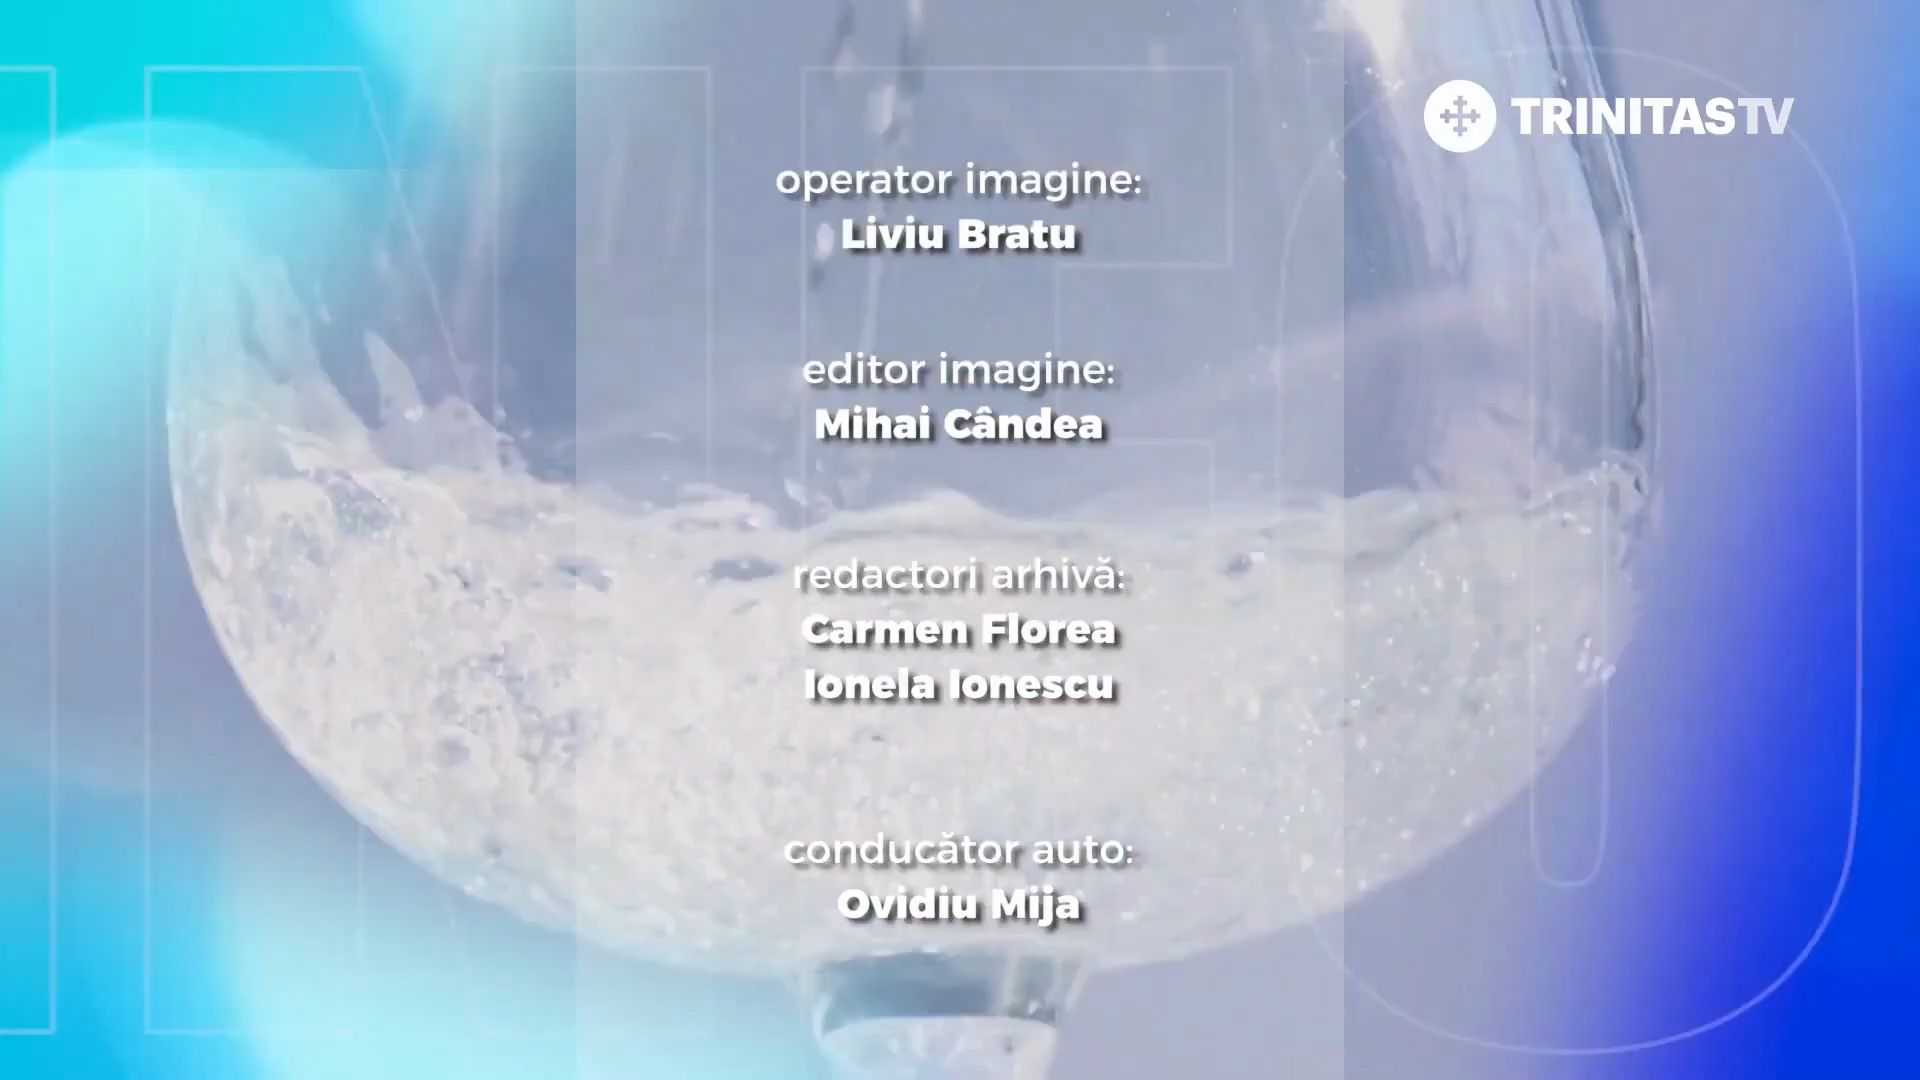 TRINITAS TV
operator imagine:
Liviu Bratu
editor imagine:
Mihai Cândea
redactori arhivă:
Carmen Florea
Ionela Ionescu
conducător auto:
Ovidiu Mija
INFO